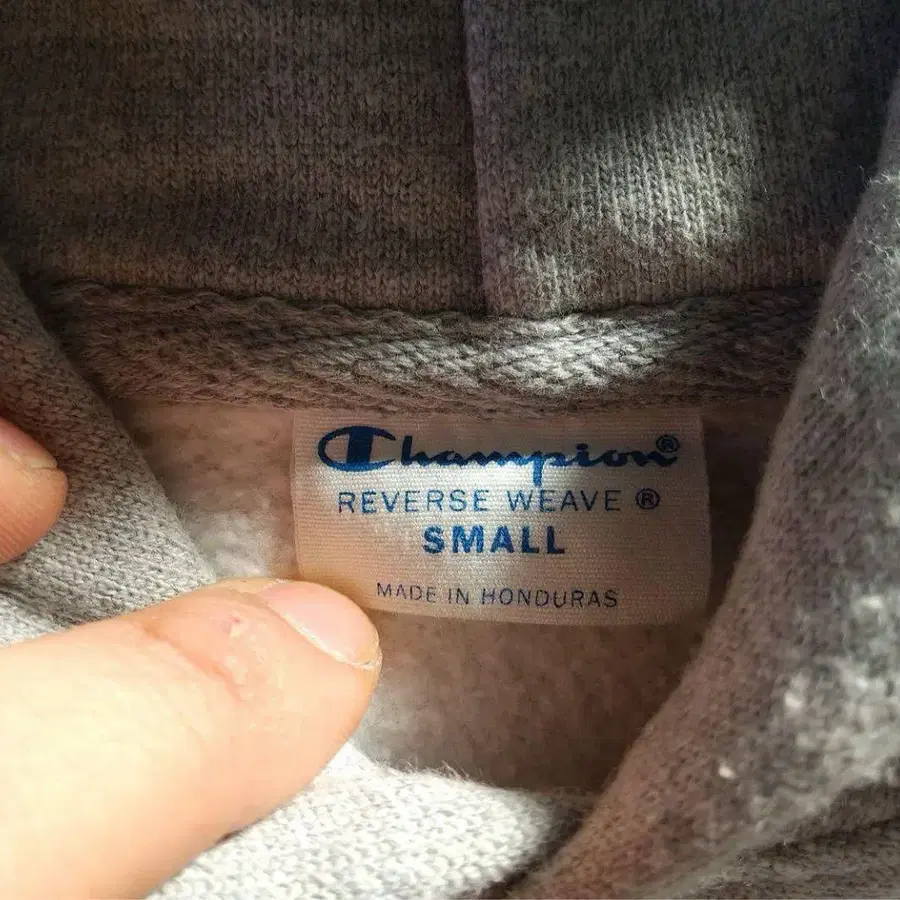 Champion®
REVERSE WEAVE ®
SMALL
MADE IN HONDURAS